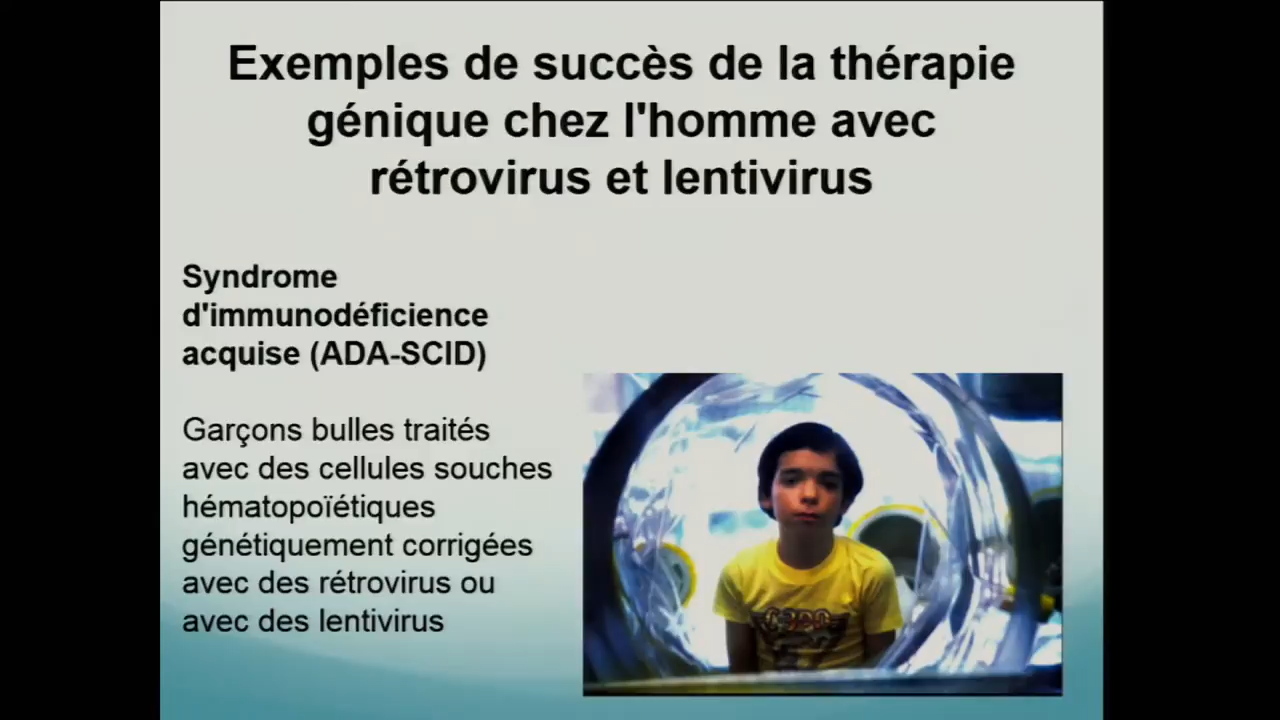 Exemples de succès de la thérapie
génique chez l'homme avec
rétrovirus et lentivirus
Syndrome
d'immunodéficience
acquise (ADA-SCID)
Garçons bulles traités
avec des cellules souches
hématopoïétiques
génétiquement corrigées
avec des rétrovirus ou
avec des lentivirus